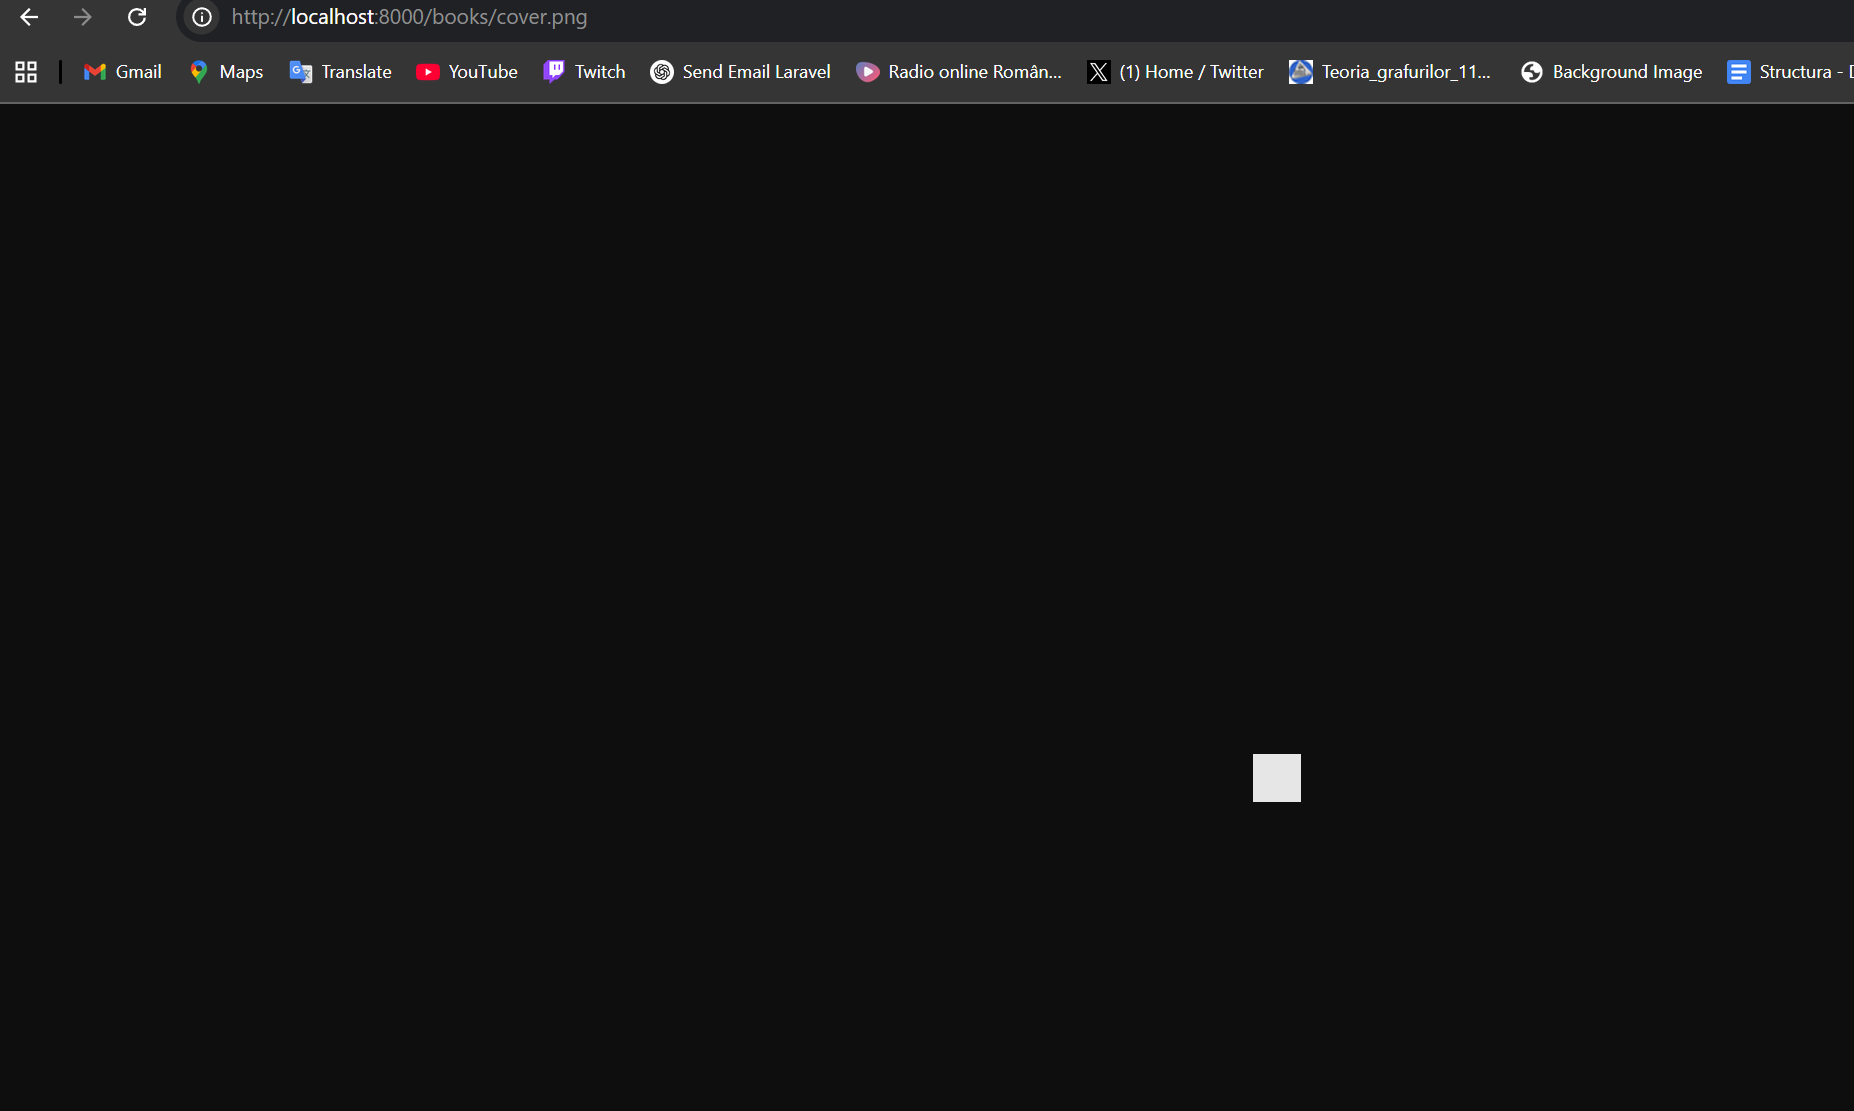 http://localhost:8000/books/cover.png
Gmail Maps Translate YouTube Twitch Send Email Laravel Radio online Român... (1) Home / Twitter Teoria_grafurilor_11... Background Image Structura -